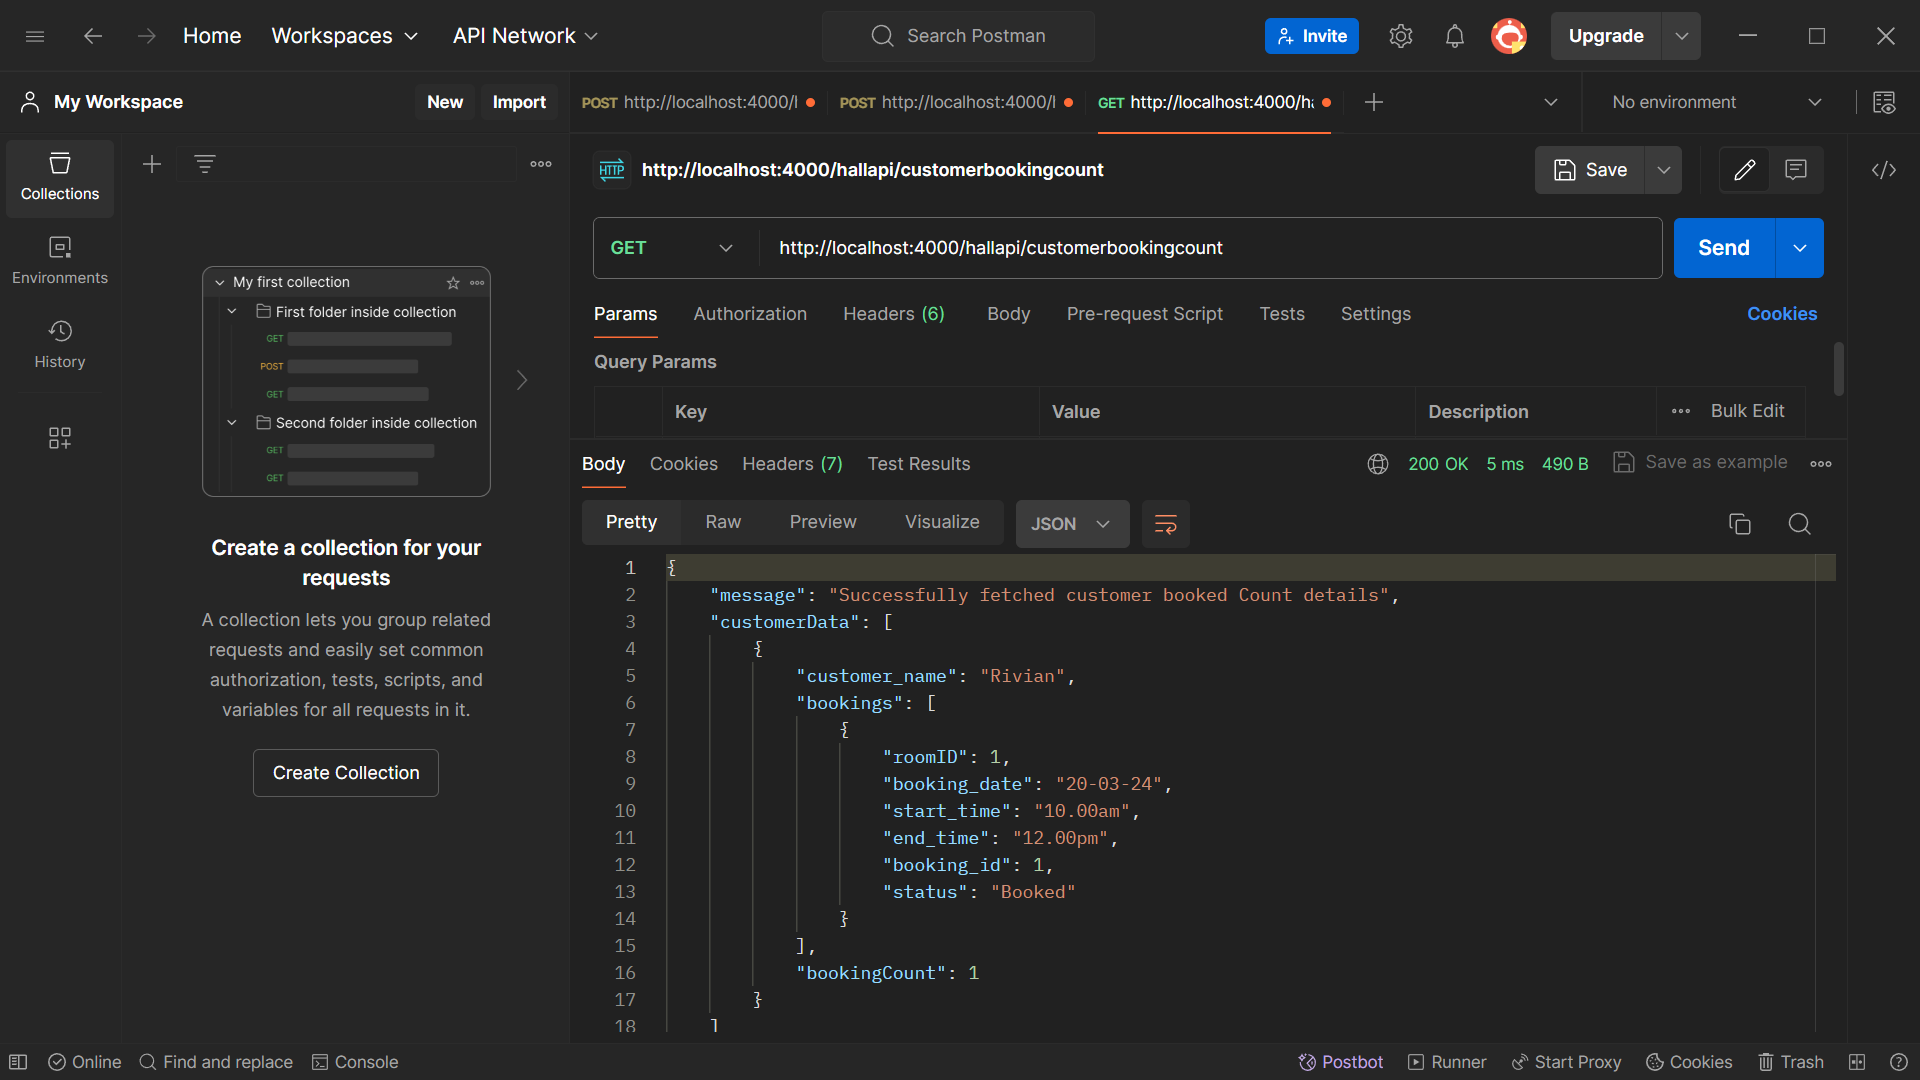 Home Workspaces API Network Search Postman Invite Upgrade
My Workspace New Import POST http://localhost:4000/l POST http://localhost:4000/l GET http://localhost:4000/ha No environment
HTTP http://localhost:4000/hallapi/customerbookingcount Save
Collections
Environments
History
My first collection
First folder inside collection
GET
POST
GET
Second folder inside collection
GET
GET
Create a collection for your
requests
A collection lets you group related
requests and easily set common
authorization, tests, scripts, and
variables for all requests in it.
Create Collection
GET http://localhost:4000/hallapi/customerbookingcount Send
Params Authorization Headers (6) Body Pre-request Script Tests Settings Cookies
Query Params
Key Value Description Bulk Edit
Body Cookies Headers (7) Test Results 200 OK 5 ms 490 B Save as example
Pretty Raw Preview Visualize JSON
1 {
2 "message": "Successfully fetched customer booked Count details",
3 "customerData": [
4 {
5 "customer_name": "Rivian",
6 "bookings": [
7 {
8 "roomID": 1,
9 "booking_date": "20-03-24",
10 "start_time": "10.00am",
11 "end_time": "12.00pm",
12 "booking_id": 1,
13 "status": "Booked"
14 }
15 ],
16 "bookingCount": 1
17 }
18 ]
Online Find and replace Console Postbot Runner Start Proxy Cookies Trash